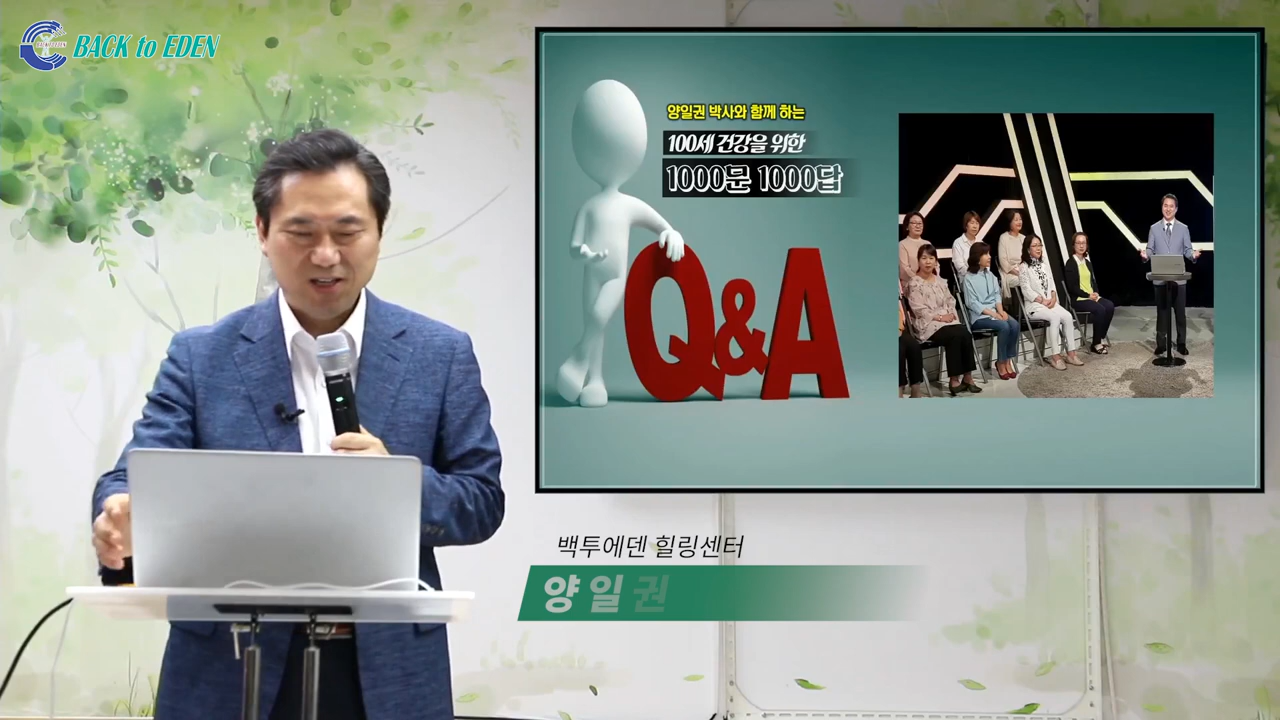 BACK to EDEN
양일권 박사와 함께 하는
100세 건강을 위한
1000문 1000답
Q&A
백투에덴 힐링센터
양일권